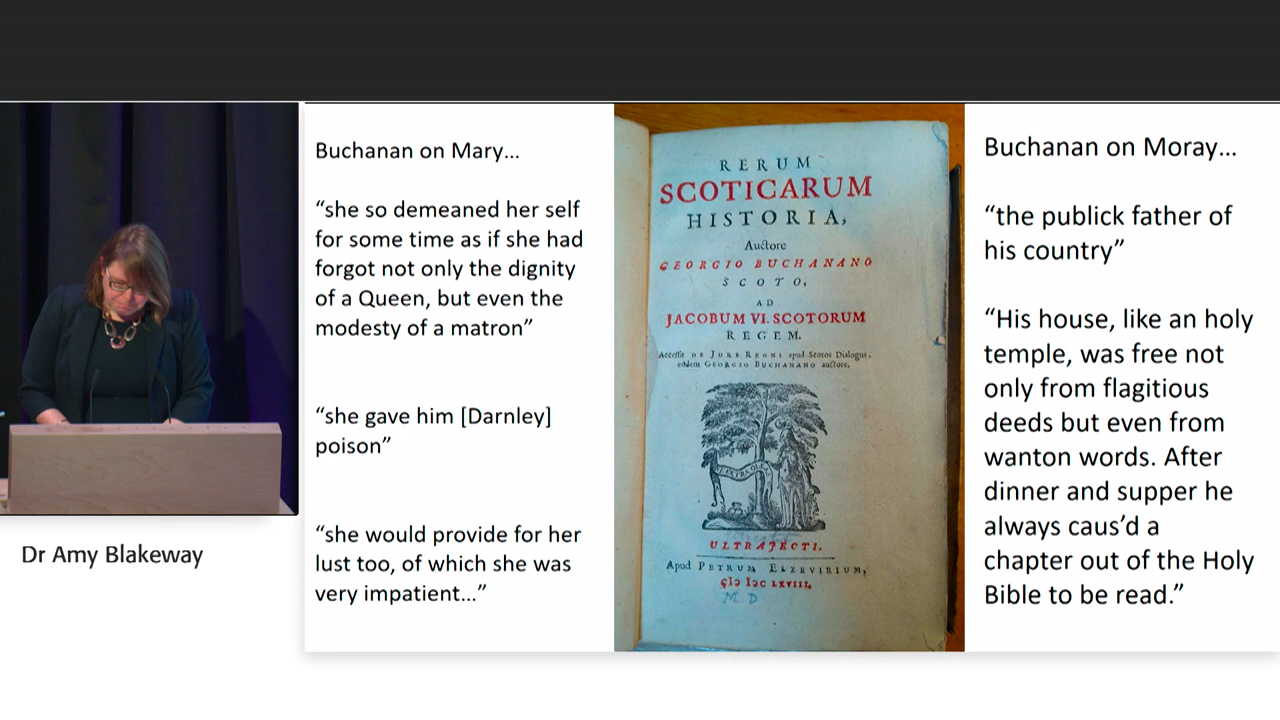 Buchanan on Mary...
“she so demeaned her self
for some time as if she had
forgot not only the dignity
of a Queen, but even the
modesty of a matron”
“she gave him [Darnley]
poison”
“she would provide for her
lust too, of which she was
very impatient...”
RERUM
SCOTICARUM
HISTORIA,
Auctore
GEORGIO BUCHANANO
SCOTO,
AD
JACOBUM VI. SCOTORUM
REGEM.
Accessit DE JURE REGNI apud Scotos Dialogus,
eodem GEORGIO BUCHANANO auctore.
ULTRAJECTI.
Apud PETRUM ELZEVIRIUM,
MD
Buchanan on Moray...
“the publick father of
his country”
“His house, like an holy
temple, was free not
only from flagitious
deeds but even from
wanton words. After
dinner and supper he
always caus’d a
chapter out of the Holy
Bible to be read.”
Dr Amy Blakeway